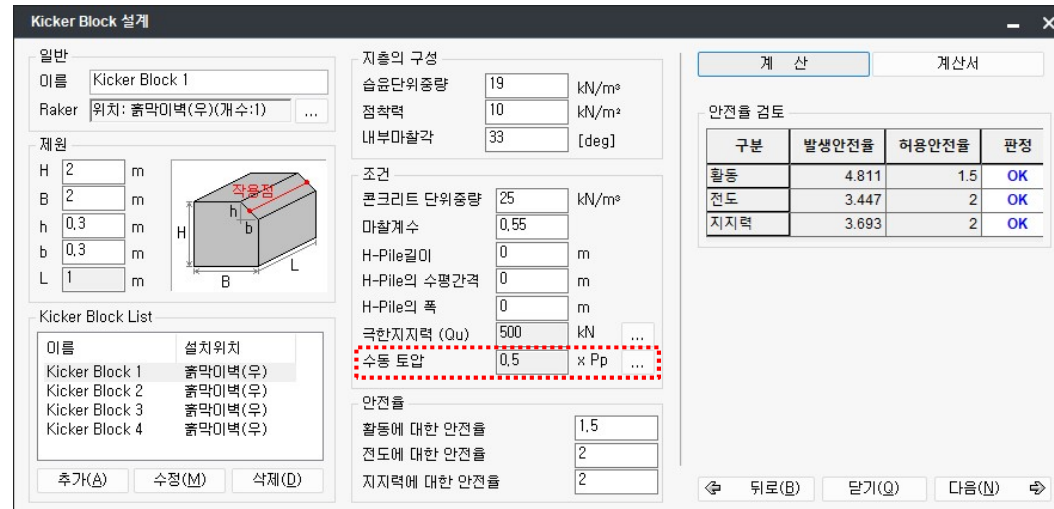 Kicker Block 설계
일반
이름 Kicker Block 1
Raker 위치: 흙막이벽(우)(개수:1) ...
제원
H 2 m
B 2 m
h 0,3 m
b 0,3 m
L 1 m
작용점
h
b
H
B
L
Kicker Block List
이름 설치위치
Kicker Block 1 흙막이벽(우)
Kicker Block 2 흙막이벽(우)
Kicker Block 3 흙막이벽(우)
Kicker Block 4 흙막이벽(우)
추가(A) 수정(M) 삭제(D)
지층의 구성
습윤단위중량 19 kN/m³
점착력 10 kN/m²
내부마찰각 33 [deg]
조건
콘크리트 단위중량 25 kN/m³
마찰계수 0,55
H-Pile길이 0 m
H-Pile의 수평간격 0 m
H-Pile의 폭 0 m
극한지지력 (Qu) 500 kN ...
수동 토압 0,5 x Pp ...
안전율
활동에 대한 안전율 1,5
전도에 대한 안전율 2
지지력에 대한 안전율 2
계 산 계산서
안전율 검토
구분 발생안전율 허용안전율 판정
활동 4.811 1.5 OK
전도 3.447 2 OK
지지력 3.693 2 OK
뒤로(B) 닫기(Q) 다음(N)